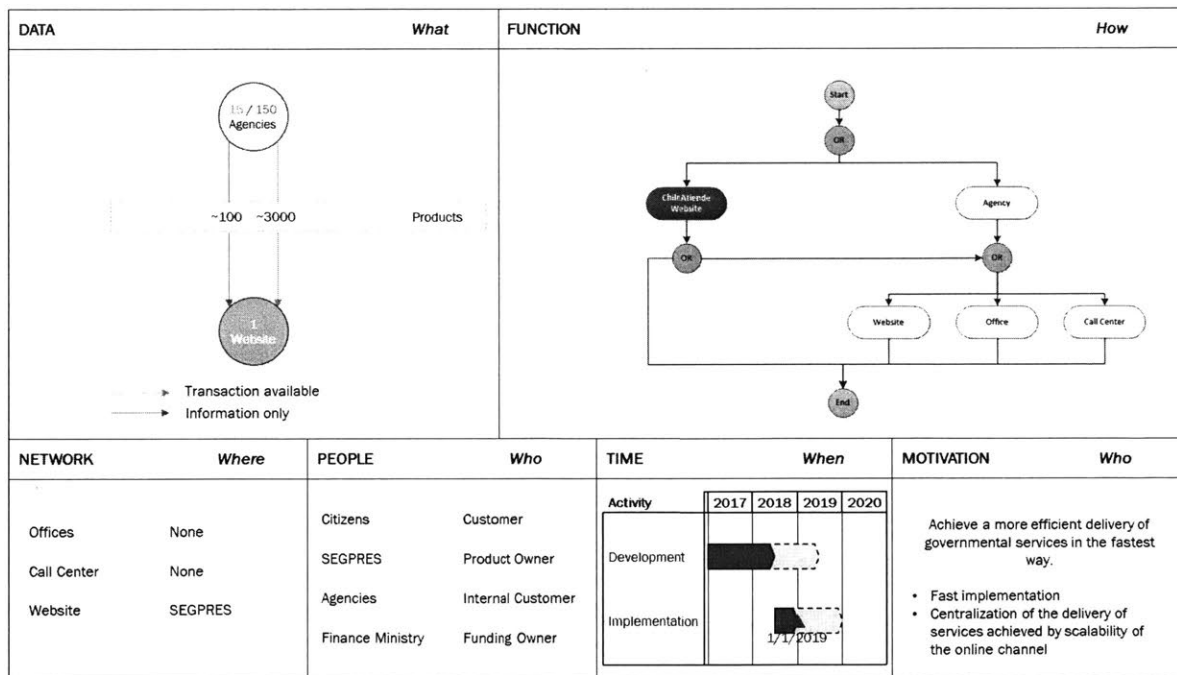 DATA What
15 / 150
Agencies
~100 ~3000 Products
1
Website
Transaction available
Information only
FUNCTION How
Start
OR
ChileAtiende
Website
Agency
OR
OR
Website
Office
Call Center
End
NETWORK Where
Offices None
Call Center None
Website SEGPRES
PEOPLE Who
Citizens Customer
SEGPRES Product Owner
Agencies Internal Customer
Finance Ministry Funding Owner
TIME When
Activity 2017 2018 2019 2020
Development
Implementation
1/1/2019
MOTIVATION Who
Achieve a more efficient delivery of
governmental services in the fastest
way.
• Fast implementation
• Centralization of the delivery of
services achieved by scalability of
the online channel